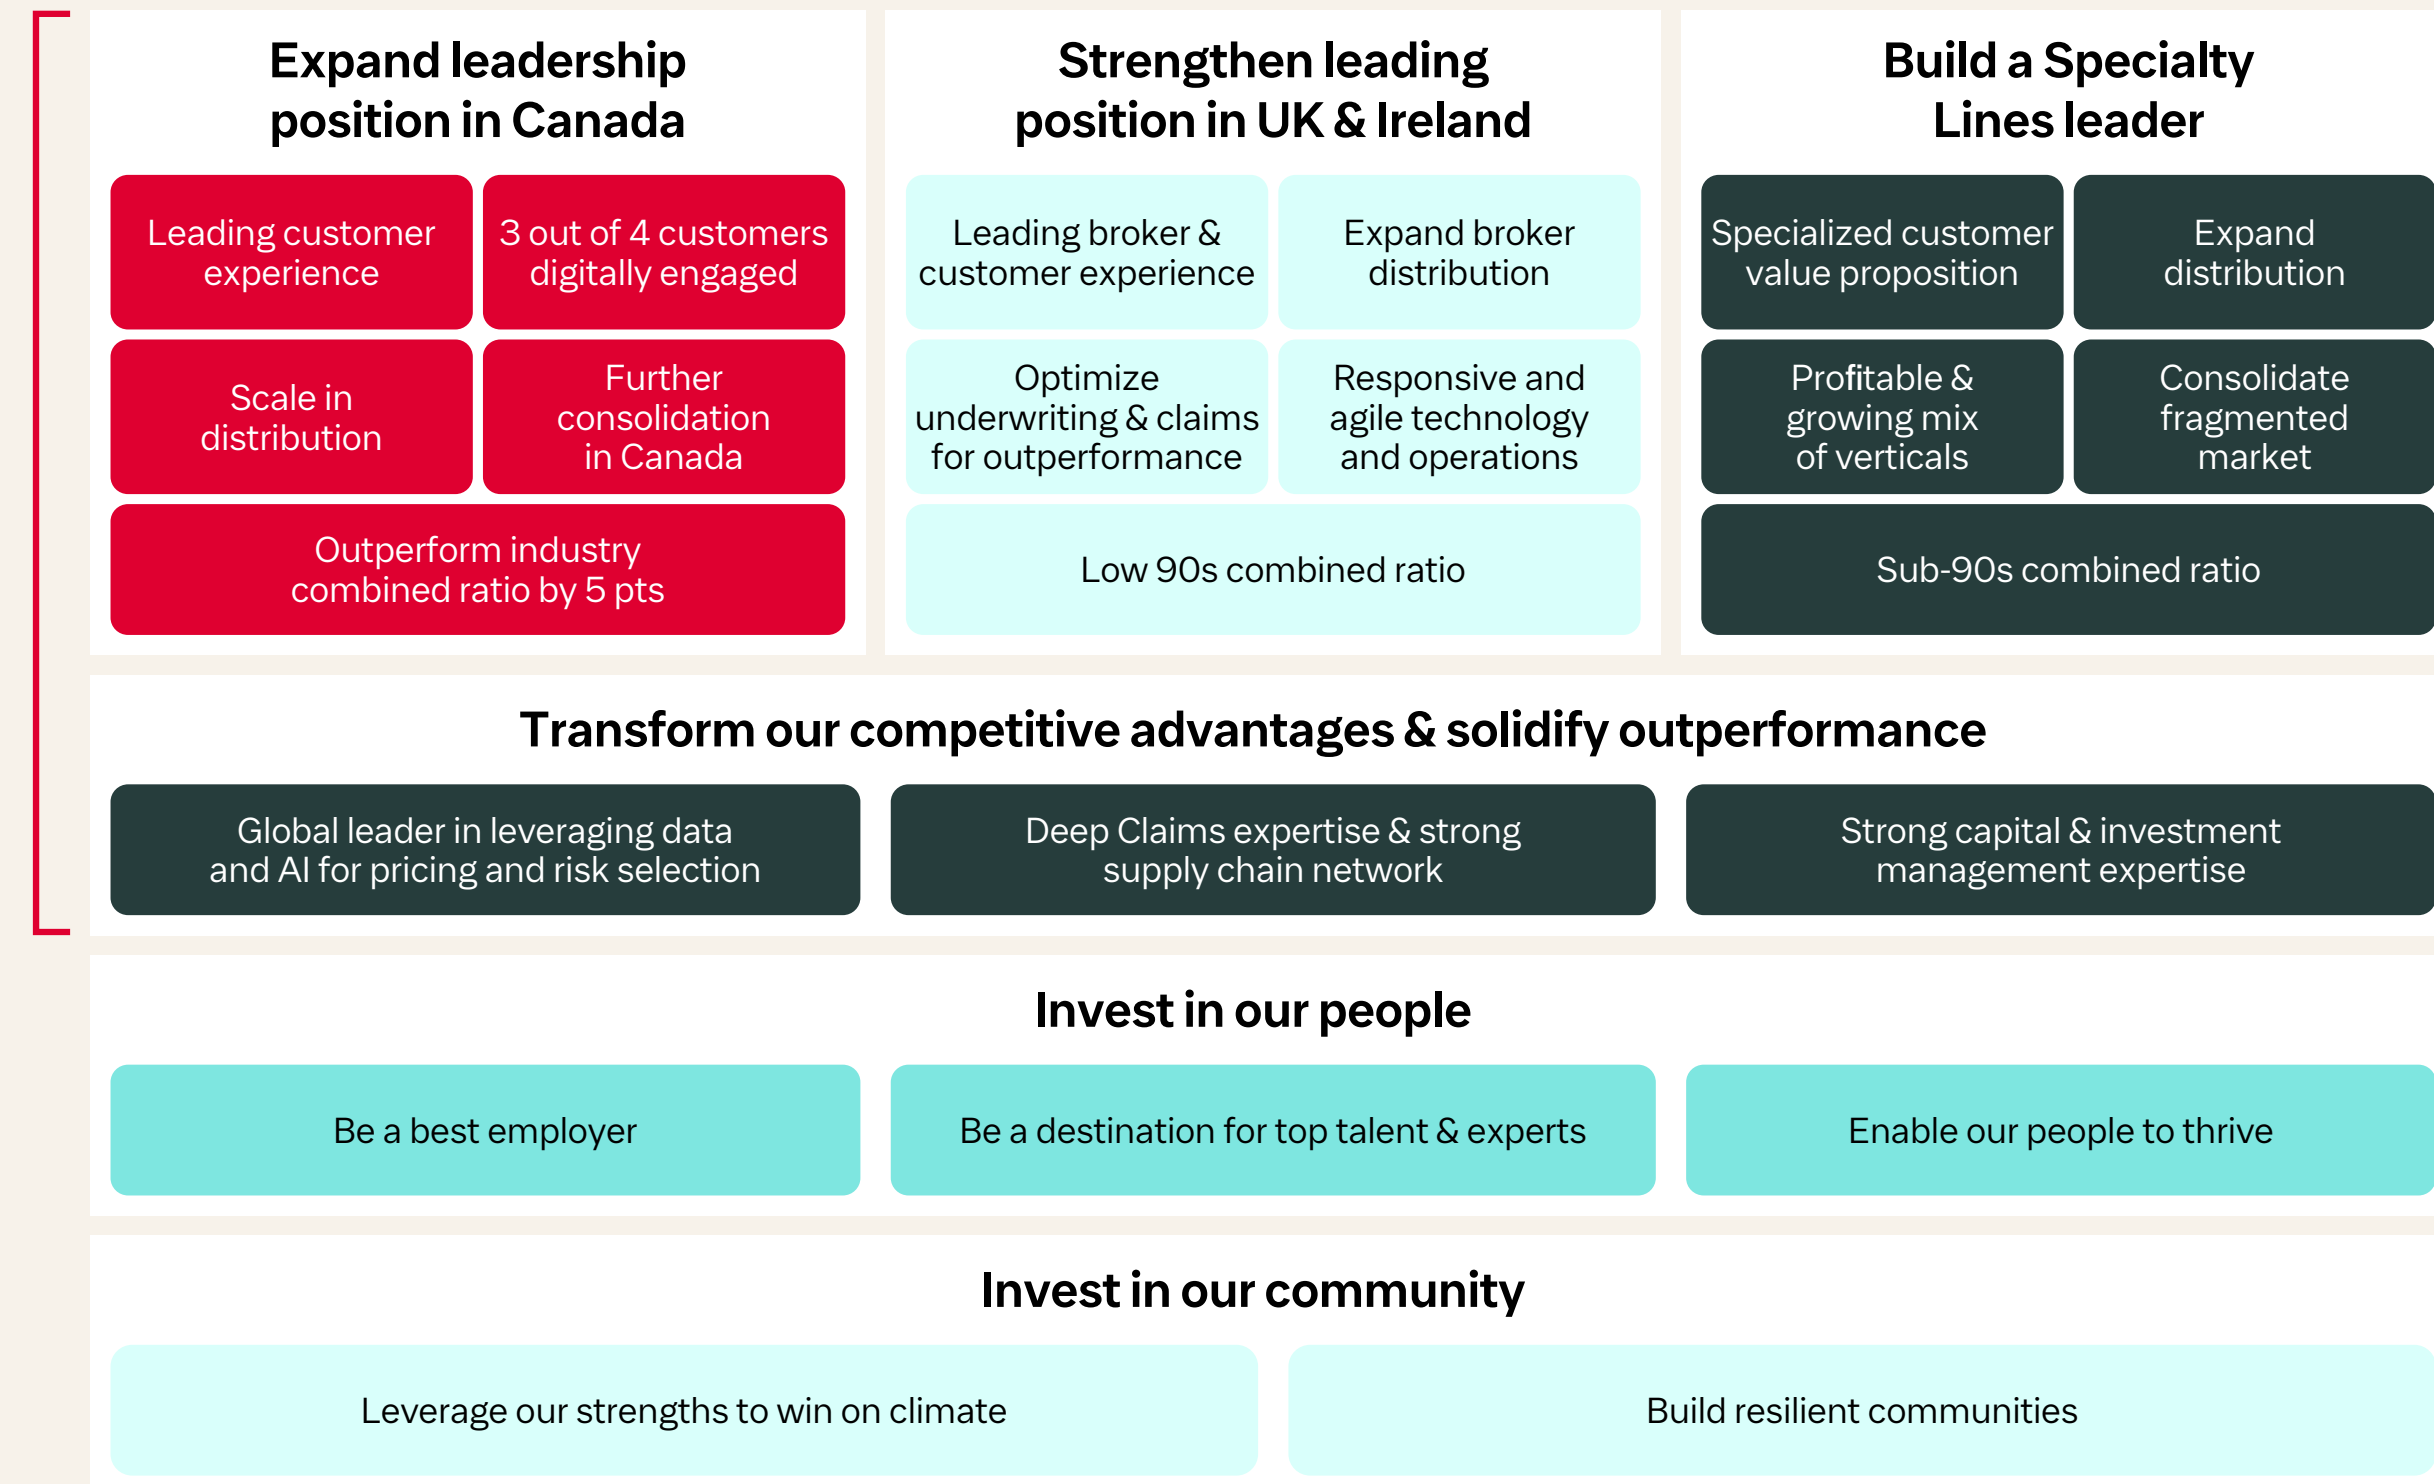 Expand leadership
position in Canada
Leading customer
experience
3 out of 4 customers
digitally engaged
Scale in
distribution
Further
consolidation
in Canada
Outperform industry
combined ratio by 5 pts
Strengthen leading
position in UK & Ireland
Leading broker &
customer experience
Expand broker
distribution
Optimize
underwriting & claims
for outperformance
Responsive and
agile technology
and operations
Low 90s combined ratio
Build a Specialty
Lines leader
Specialized customer
value proposition
Expand
distribution
Profitable &
growing mix
of verticals
Consolidate
fragmented
market
Sub-90s combined ratio
Transform our competitive advantages & solidify outperformance
Global leader in leveraging data
and AI for pricing and risk selection
Deep Claims expertise & strong
supply chain network
Strong capital & investment
management expertise
Invest in our people
Be a best employer
Be a destination for top talent & experts
Enable our people to thrive
Invest in our community
Leverage our strengths to win on climate
Build resilient communities